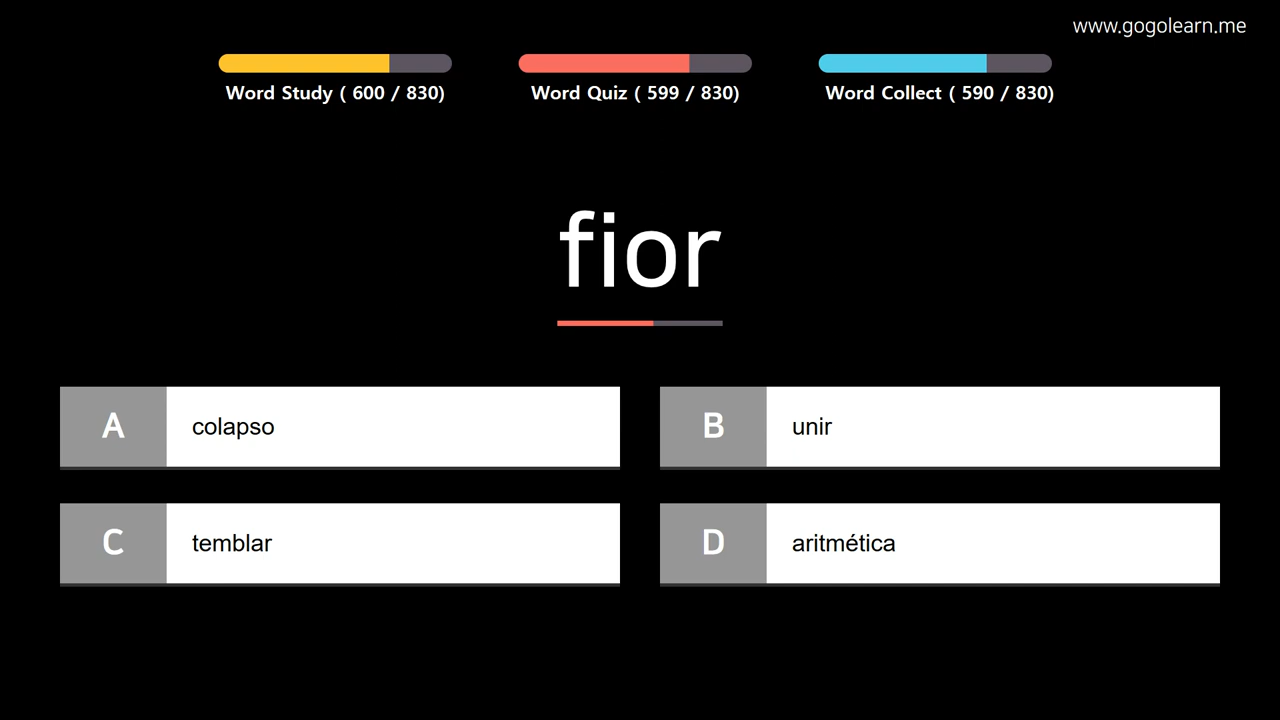 www.gogolearn.me
Word Study ( 600 / 830)
Word Quiz ( 599 / 830)
Word Collect ( 590 / 830)
fior
A
colapso
B
unir
C
temblar
D
aritmética